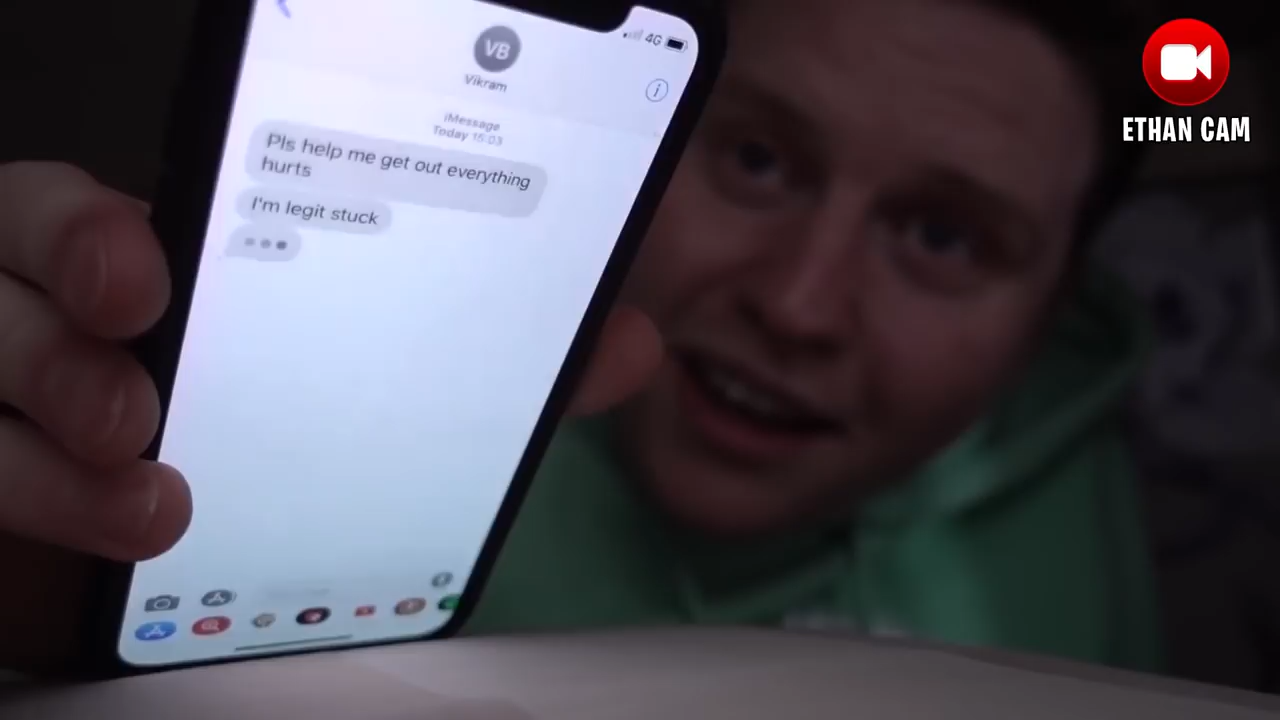 4G
VB
Vikram
i
iMessage
Today 15:03
Pls help me get out everything
hurts
I'm legit stuck
ETHAN CAM